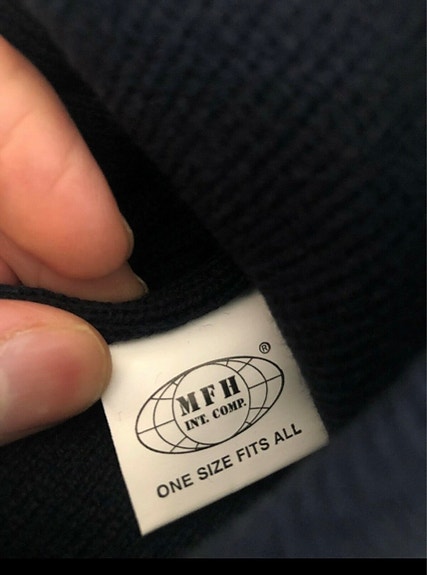 ®
MFH
INT. COMP.
ONE SIZE FITS ALL